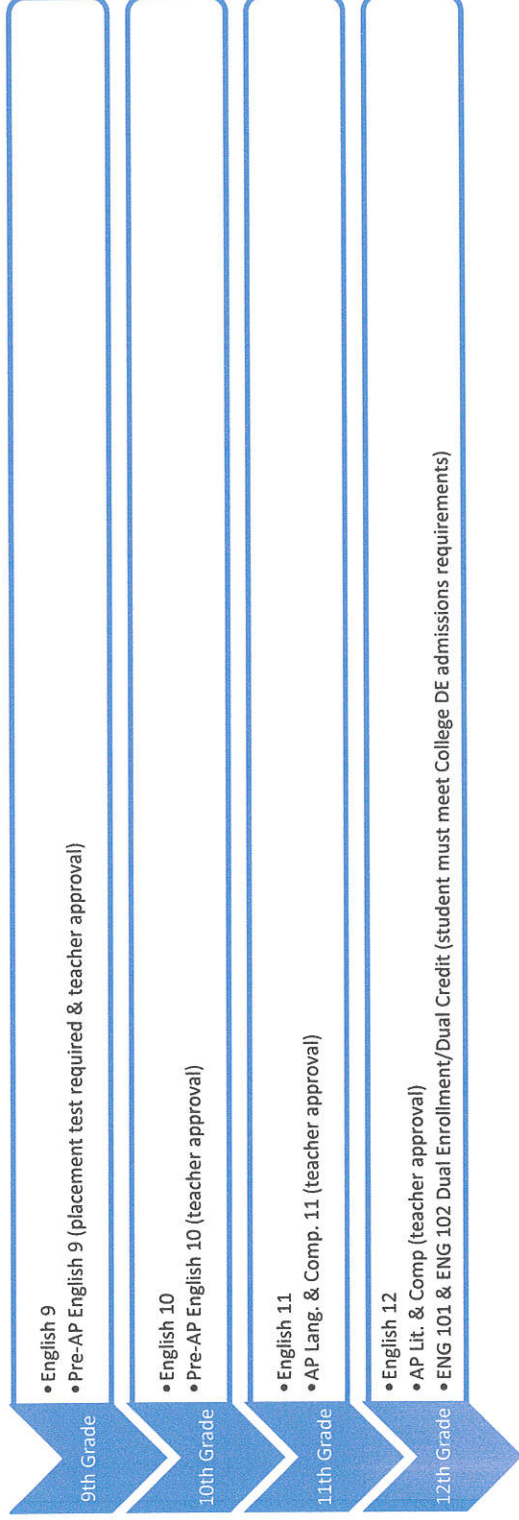 9th Grade
• English 9
• Pre-AP English 9 (placement test required & teacher approval)
10th Grade
• English 10
• Pre-AP English 10 (teacher approval)
11th Grade
• English 11
• AP Lang. & Comp. 11 (teacher approval)
12th Grade
• English 12
• AP Lit. & Comp (teacher approval)
• ENG 101 & ENG 102 Dual Enrollment/Dual Credit (student must meet College DE admissions requirements)